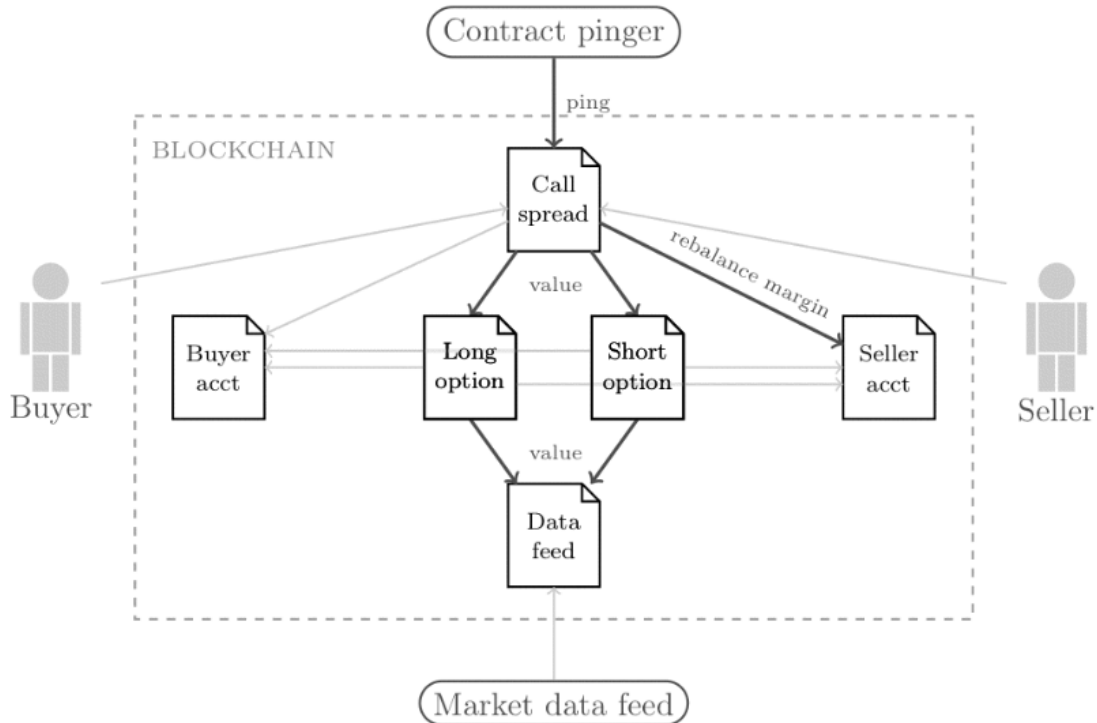 Contract pinger
ping
BLOCKCHAIN
Call
spread
rebalance margin
value
Buyer
acct
Long
option
Short
option
Seller
acct
Buyer
Seller
value
Data
feed
Market data feed